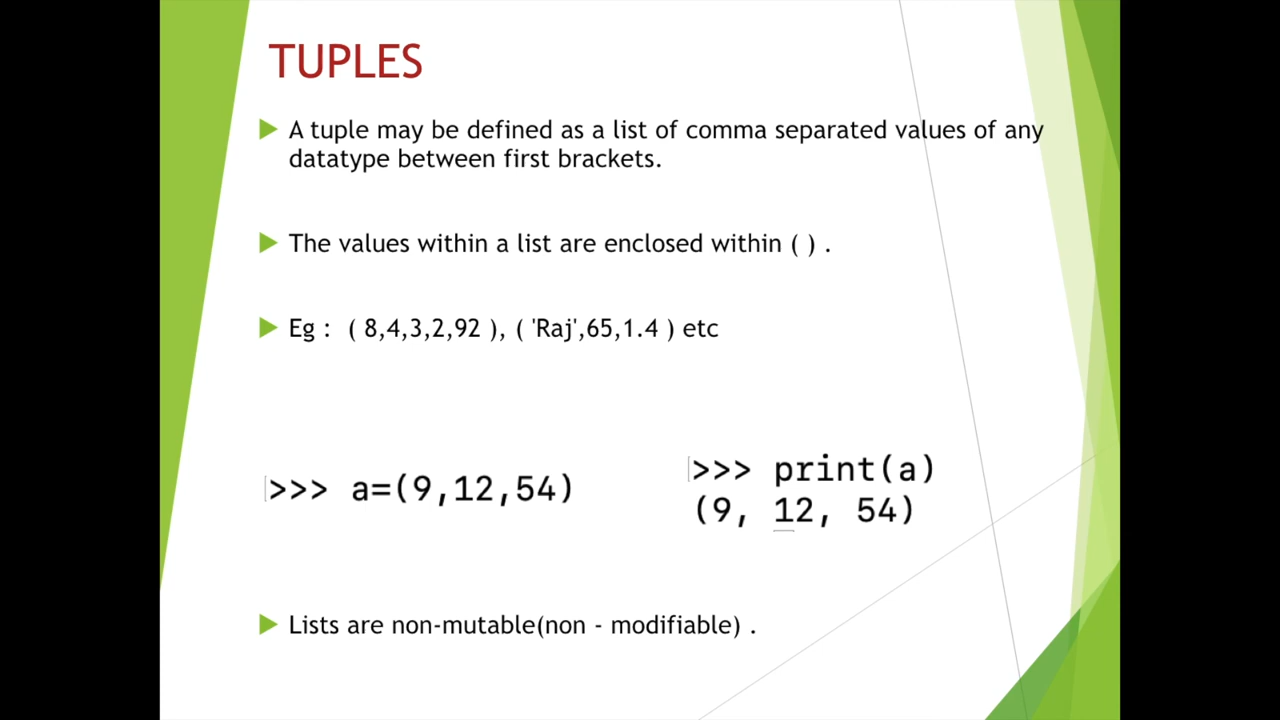 TUPLES
A tuple may be defined as a list of comma separated values of any
datatype between first brackets.
The values within a list are enclosed within ( ) .
Eg :  ( 8,4,3,2,92 ), ( 'Raj',65,1.4 ) etc
>>> a=(9,12,54)
>>> print(a)
(9, 12, 54)
Lists are non-mutable(non - modifiable) .